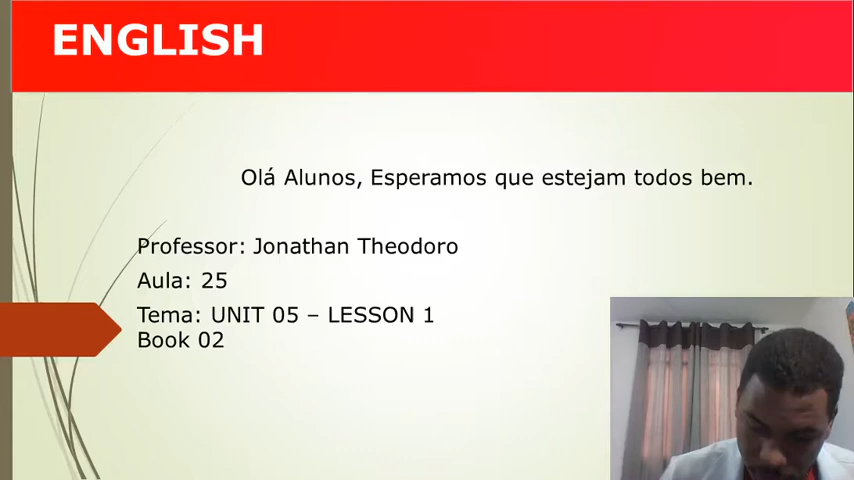 ENGLISH
Olá Alunos, Esperamos que estejam todos bem.
Professor: Jonathan Theodoro
Aula: 25
Tema: UNIT 05 – LESSON 1
Book 02